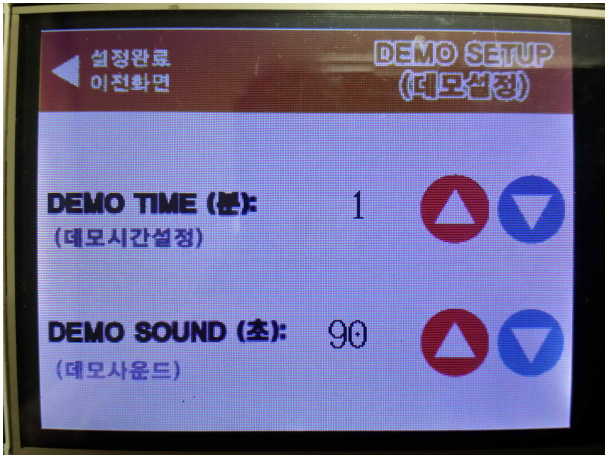 설정완료
이전화면
DEMO SETUP
(데모설정)
DEMO TIME (분): 1
(데모시간설정)
DEMO SOUND (초): 90
(데모사운드)